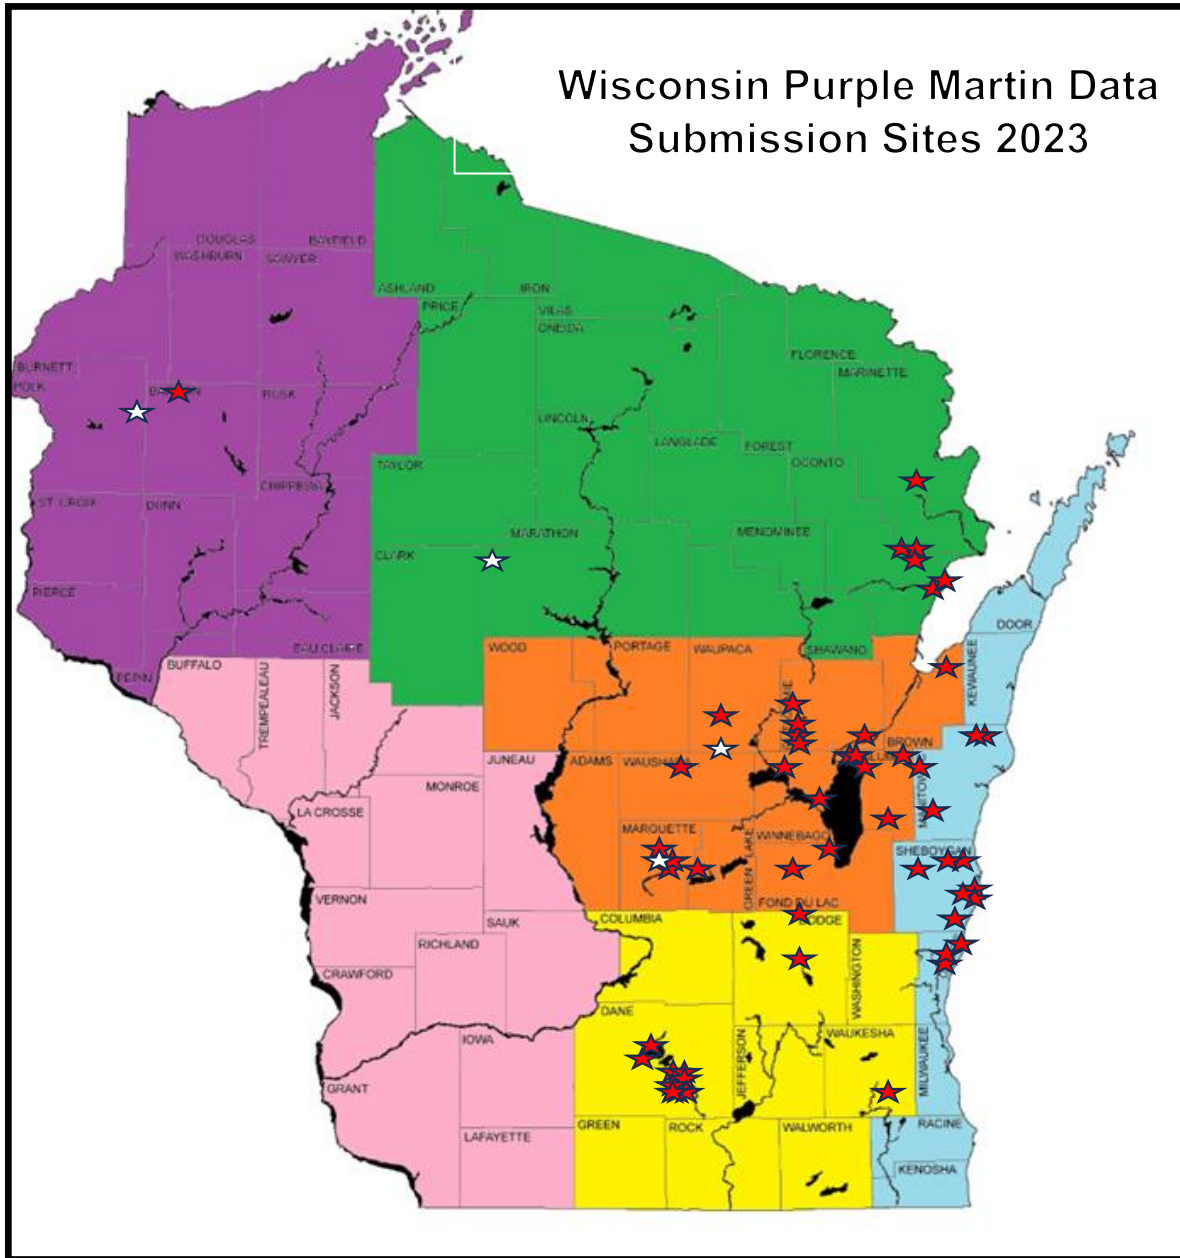 Wisconsin Purple Martin Data
Submission Sites 2023
DOUGLAS
BAYFIELD
WASHBURN
SAWYER
ASHLAND
IRON
PRICE
VILAS
ONEIDA
FLORENCE
BURNETT
MARINETTE
POLK
RUSK
LINCOLN
LANGLADE
FOREST
OCONTO
TAYLOR
CHIPPEWA
ST. CROIX
DUNN
MARATHON
MENOMINEE
CLARK
PIERCE
DOOR
EAU CLAIRE
WOOD
PORTAGE
WAUPACA
SHAWANO
KEWAUNEE
BUFFALO
PEPIN
TREMPEALEAU
JACKSON
BROWN
JUNEAU
ADAMS
MONROE
LA CROSSE
MARQUETTE
GREEN LAKE
WINNEBAGO
SHEBOYGAN
VERNON
FOND DU LAC
SAUK
COLUMBIA
RICHLAND
WASHINGTON
CRAWFORD
DANE
IOWA
JEFFERSON
WAUKESHA
MILWAUKEE
GRANT
GREEN
ROCK
WALWORTH
RACINE
LAFAYETTE
KENOSHA